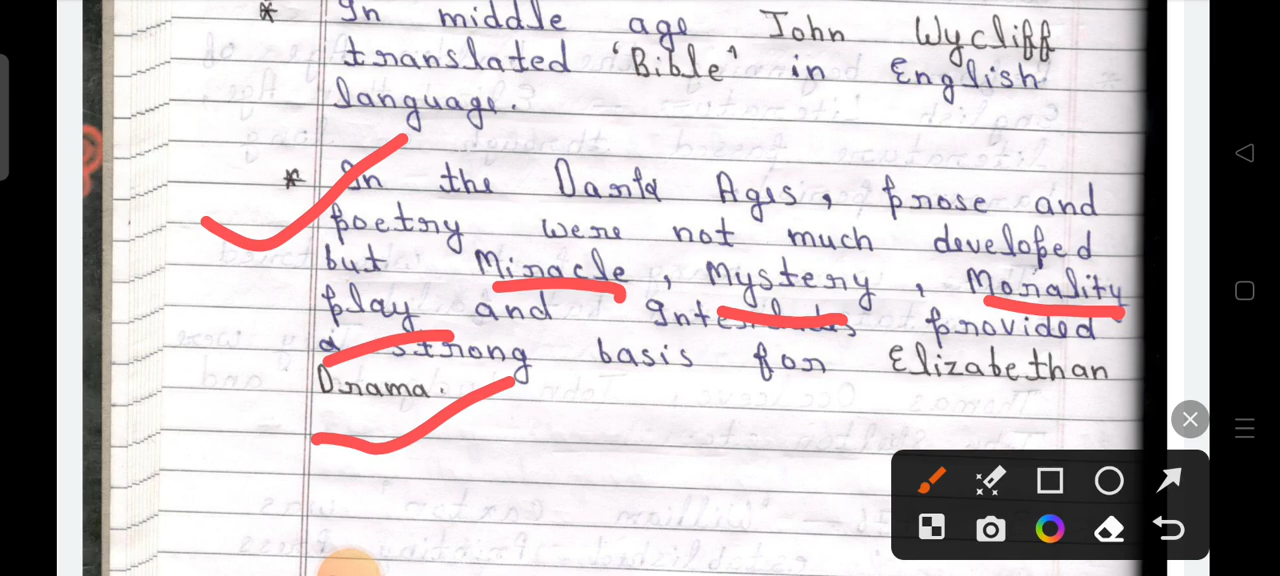 * In middle age John Wycliff
translated 'Bible' in English
language.
* In the Dark Ages, prose and
poetry were not much developed
but Miracle, Mystery, Morality
play and Interludes provided
a strong basis for Elizabethan
Drama.